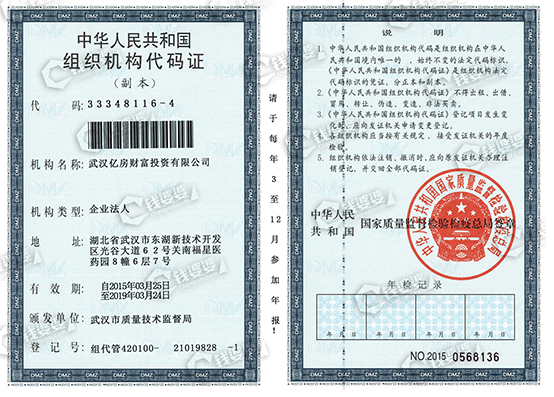 中华人民共和国
组织机构代码证
(副本)
代 码:33348116-4
机构名称:武汉亿房财富投资有限公司
机构类型:企业法人
地 址:湖北省武汉市东湖新技术开发
区光谷大道62号关南福星医
药园8幢6层7号
有 效 期:自2015年03月25日
至2019年03月24日
颁发单位:武汉市质量技术监督局
登 记 号:组代管420100-21019828-1
请于每年3至12月参加年报!
说 明
1. 中华人民共和国组织机构代码是组织机构在中华人
民共和国境内唯一的、始终不变的法定代码标识,
《中华人民共和国组织机构代码证》是组织机构法定
代码标识的凭证,分正本和副本。
2. 《中华人民共和国组织机构代码证》不得出租、出借、
冒用、转让、伪造、变造、非法买卖。
3. 《中华人民共和国组织机构代码证》登记项目发生变
化时,应向发证机关申请变更登记。
4. 各组织机构应当按有关规定,接受发证机关的年度
检验。
5. 组织机构依法注销、撤消时,应向原发证机关办理注
销登记,并交回全部代码证。
中华人民
共和国
国家质量监督检验检疫总局签章
中华人民共和国国家质量监督检验检疫总局
年检记录
年 月 日
年 月 日
年 月 日
年 月 日
NO.2015 0568136
钱婆婆
DMZ